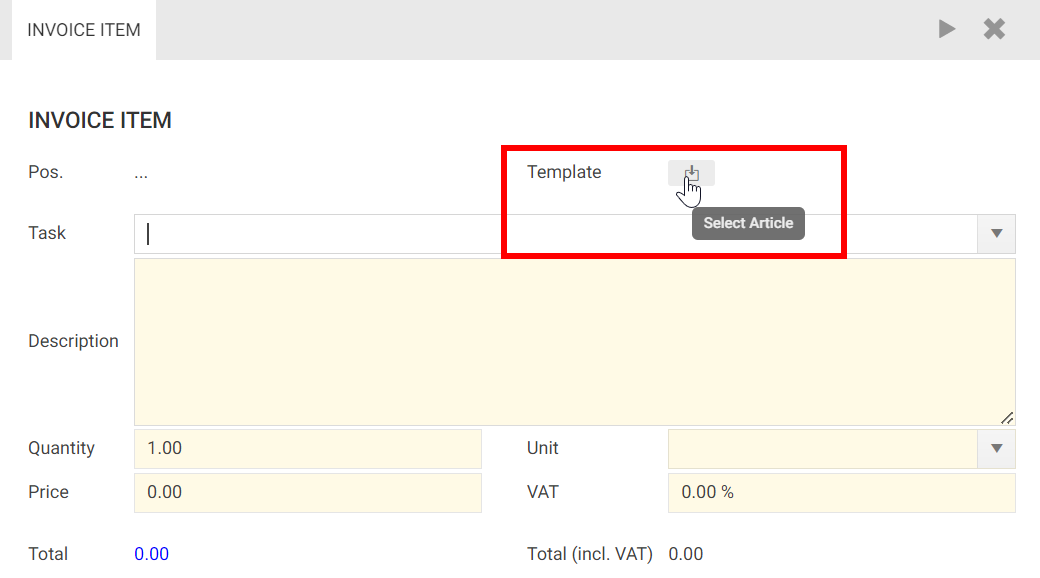 INVOICE ITEM
INVOICE ITEM
Pos. ... Template
Select Article
Task
Description
Quantity 1.00 Unit
Price 0.00 VAT 0.00 %
Total 0.00 Total (incl. VAT) 0.00